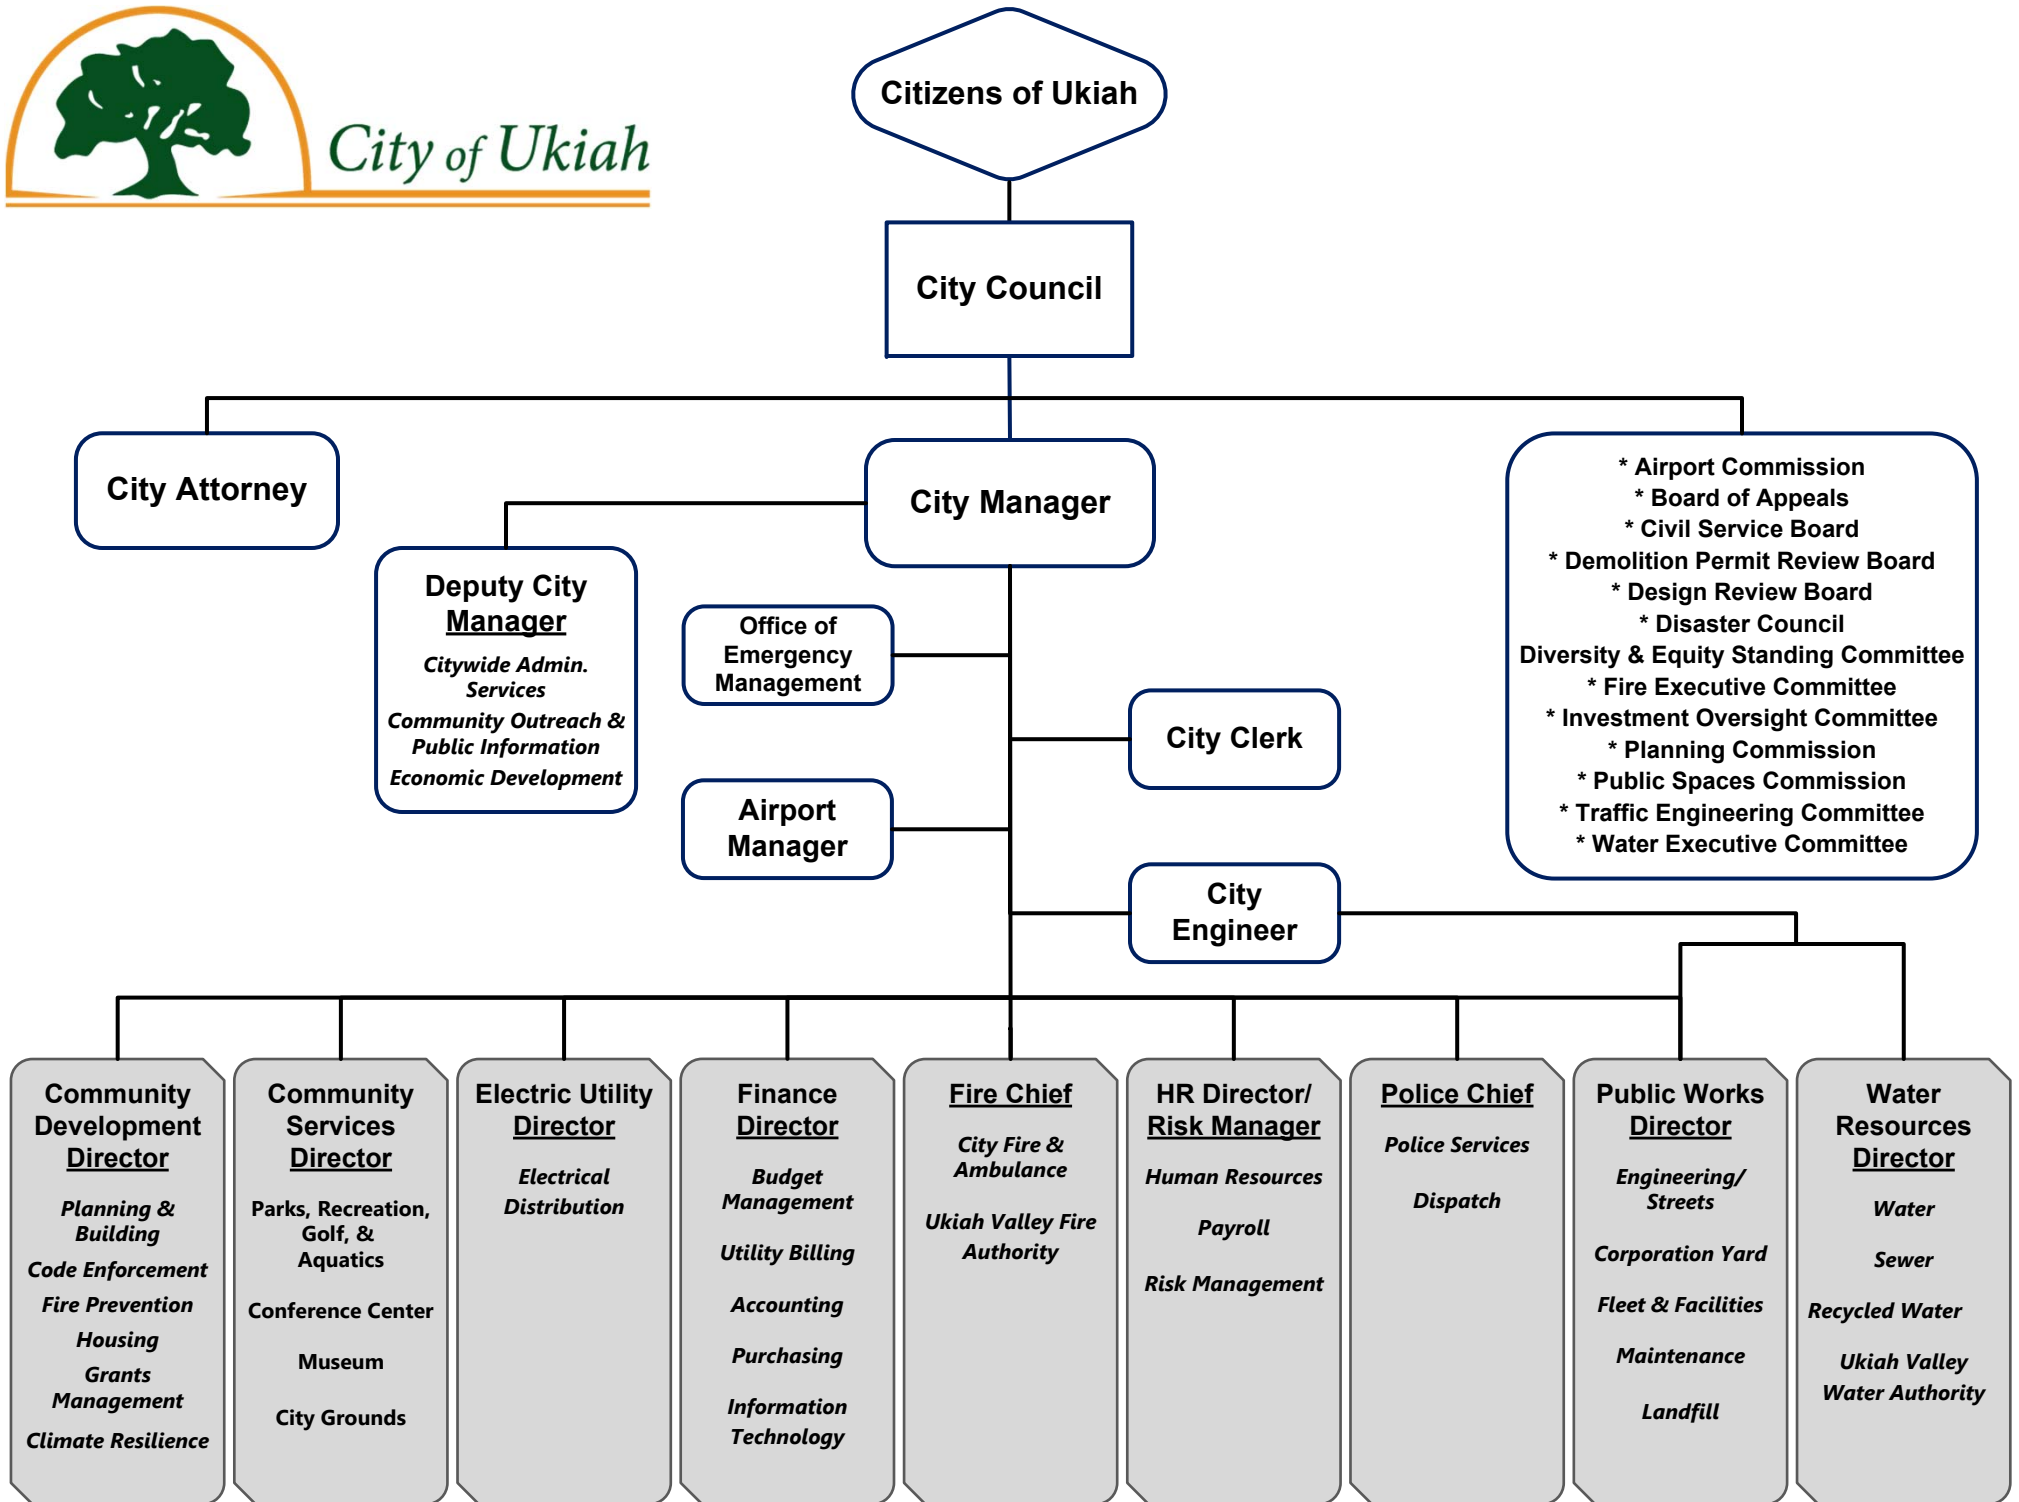 City of Ukiah
Citizens of Ukiah
City Council
City Attorney
City Manager
* Airport Commission
* Board of Appeals
* Civil Service Board
* Demolition Permit Review Board
* Design Review Board
* Disaster Council
Diversity & Equity Standing Committee
* Fire Executive Committee
* Investment Oversight Committee
* Planning Commission
* Public Spaces Commission
* Traffic Engineering Committee
* Water Executive Committee
Deputy City
Manager
Citywide Admin.
Services
Community Outreach &
Public Information
Economic Development
Office of
Emergency
Management
City Clerk
Airport
Manager
City
Engineer
Community
Development
Director
Planning &
Building
Code Enforcement
Fire Prevention
Housing
Grants
Management
Climate Resilience
Community
Services
Director
Parks, Recreation,
Golf, &
Aquatics
Conference Center
Museum
City Grounds
Electric Utility
Director
Electrical
Distribution
Finance
Director
Budget
Management
Utility Billing
Accounting
Purchasing
Information
Technology
Fire Chief
City Fire &
Ambulance
Ukiah Valley Fire
Authority
HR Director/
Risk Manager
Human Resources
Payroll
Risk Management
Police Chief
Police Services
Dispatch
Public Works
Director
Engineering/
Streets
Corporation Yard
Fleet & Facilities
Maintenance
Landfill
Water
Resources
Director
Water
Sewer
Recycled Water
Ukiah Valley
Water Authority